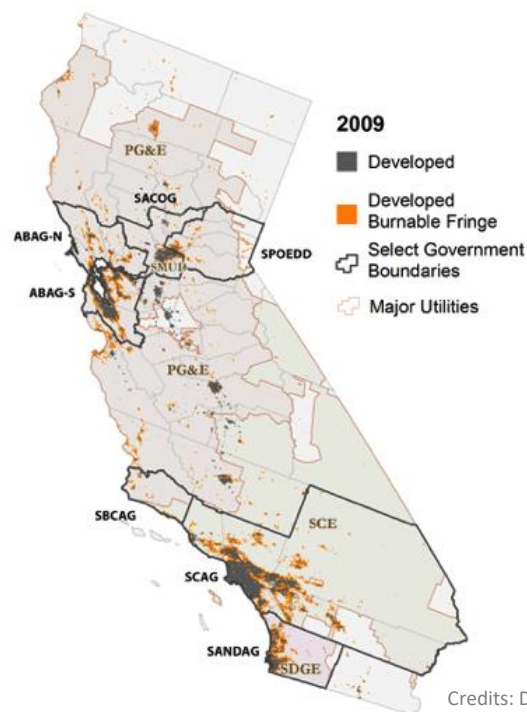 2009
Developed
Developed
Burnable Fringe
Select Government
Boundaries
Major Utilities
PG&E
SACOG
ABAG-N
SMUD
SPOEDD
ABAG-S
PG&E
SBCAG
SCE
SCAG
SANDAG
SDGE
Credits: D